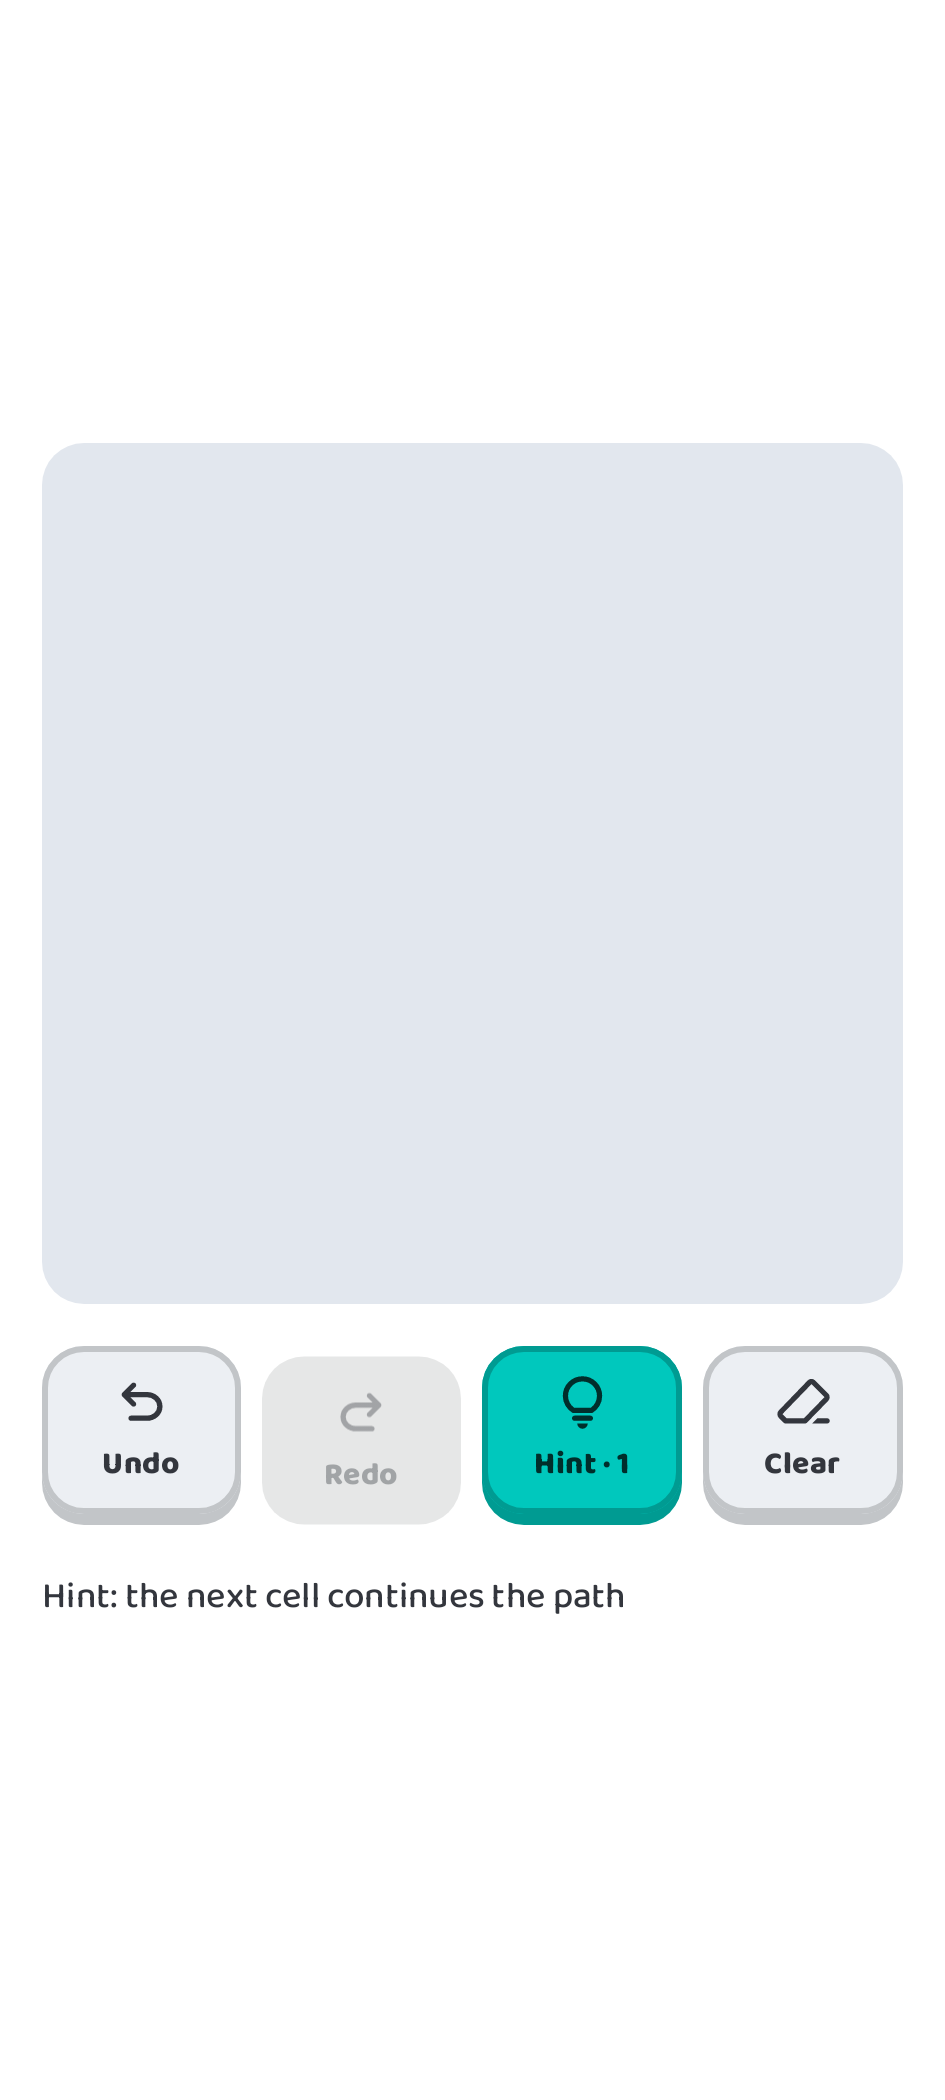 Undo
Redo
Hint · 1
Clear
Hint: the next cell continues the path